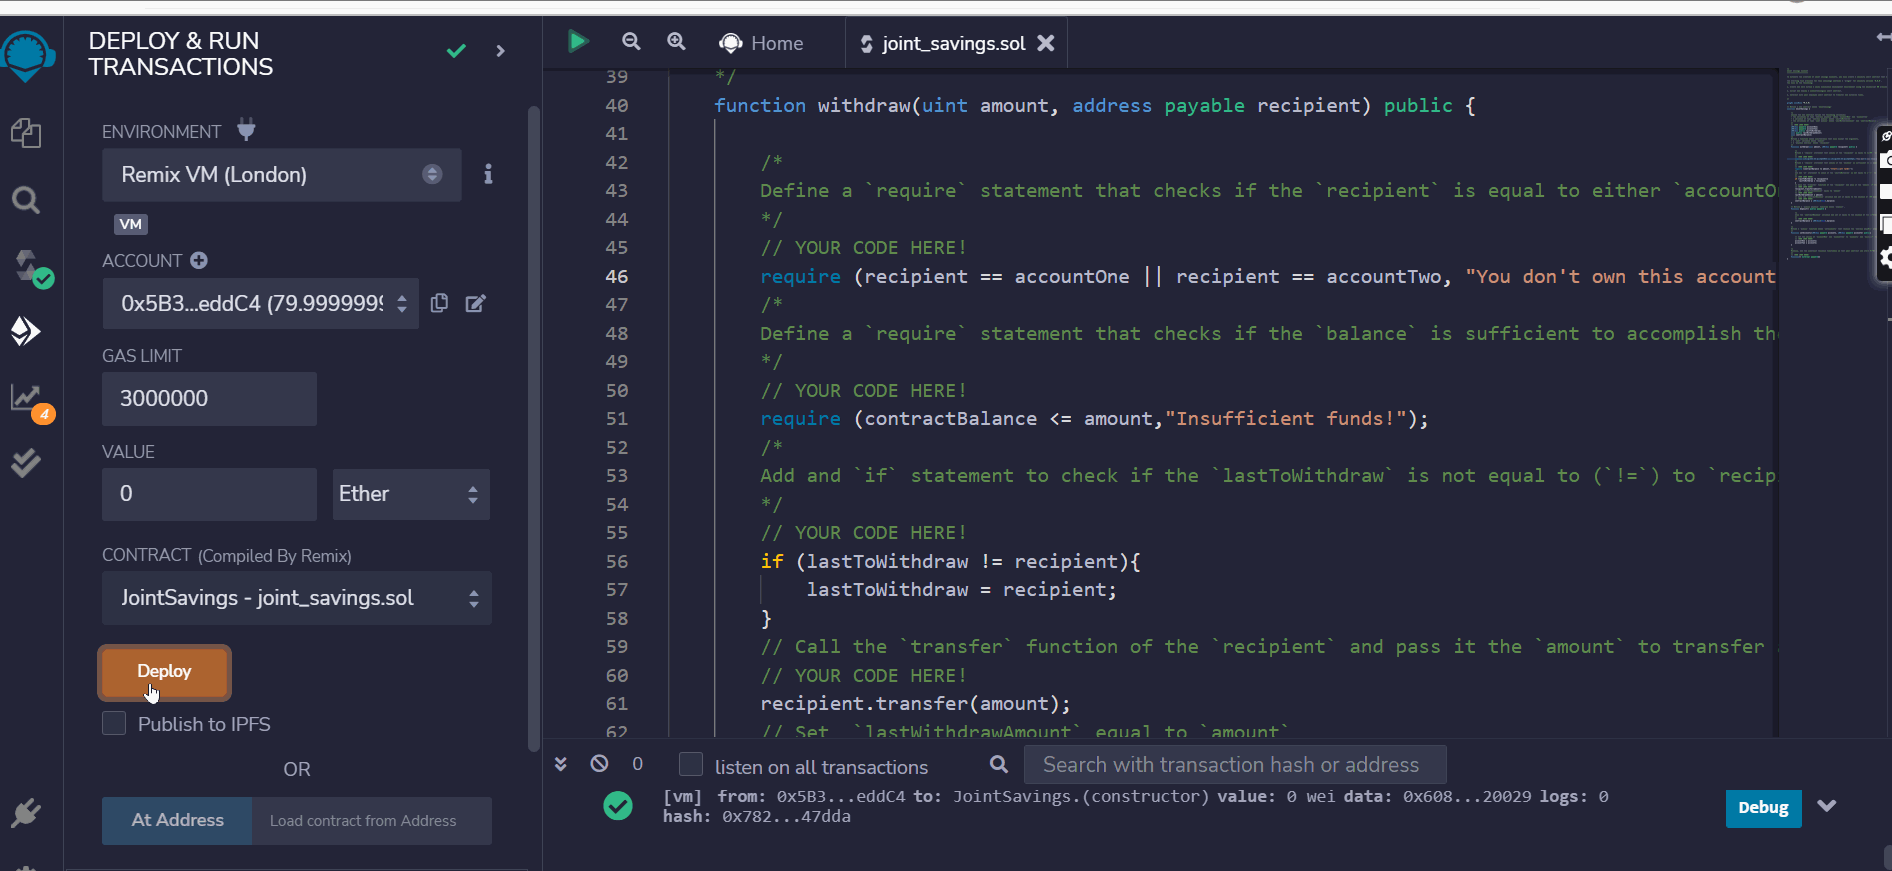 DEPLOY & RUN
TRANSACTIONS
ENVIRONMENT
Remix VM (London)
VM
ACCOUNT
0x5B3...eddC4 (79.9999999
GAS LIMIT
3000000
VALUE
0
Ether
CONTRACT (Compiled By Remix)
JointSavings - joint_savings.sol
Deploy
Publish to IPFS
OR
At Address
Load contract from Address
4
Home
joint_savings.sol
39 */
40 function withdraw(uint amount, address payable recipient) public {
41
42 /*
43 Define a `require` statement that checks if the `recipient` is equal to either `accountO
44 */
45 // YOUR CODE HERE!
46 require (recipient == accountOne || recipient == accountTwo, "You don't own this account
47 /*
48 Define a `require` statement that checks if the `balance` is sufficient to accomplish th
49 */
50 // YOUR CODE HERE!
51 require (contractBalance <= amount,"Insufficient funds!");
52 /*
53 Add and `if` statement to check if the `lastToWithdraw` is not equal to (`!=`) to `recip
54 */
55 // YOUR CODE HERE!
56 if (lastToWithdraw != recipient){
57 lastToWithdraw = recipient;
58 }
59 // Call the `transfer` function of the `recipient` and pass it the `amount` to transfer
60 // YOUR CODE HERE!
61 recipient.transfer(amount);
62 // Set `lastWithdrawAmount` equal to `amount`
0
listen on all transactions
Search with transaction hash or address
[vm] from: 0x5B3...eddC4 to: JointSavings.(constructor) value: 0 wei data: 0x608...20029 logs: 0
hash: 0x782...47dda
Debug